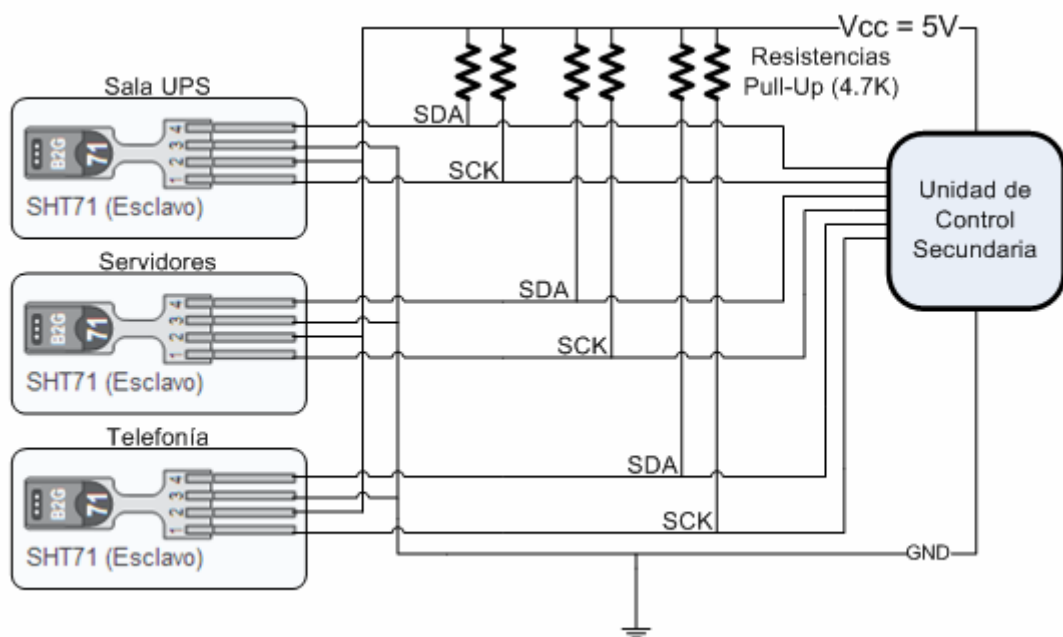 Vcc = 5V
Resistencias
Pull-Up (4.7K)
Sala UPS
SDA
4
3
2
1
B2G
71
SCK
SHT71 (Esclavo)
Unidad de
Control
Secundaria
Servidores
SDA
4
3
2
1
B2G
71
SCK
SHT71 (Esclavo)
Telefonía
SDA
4
3
2
1
B2G
71
SCK
SHT71 (Esclavo)
GND